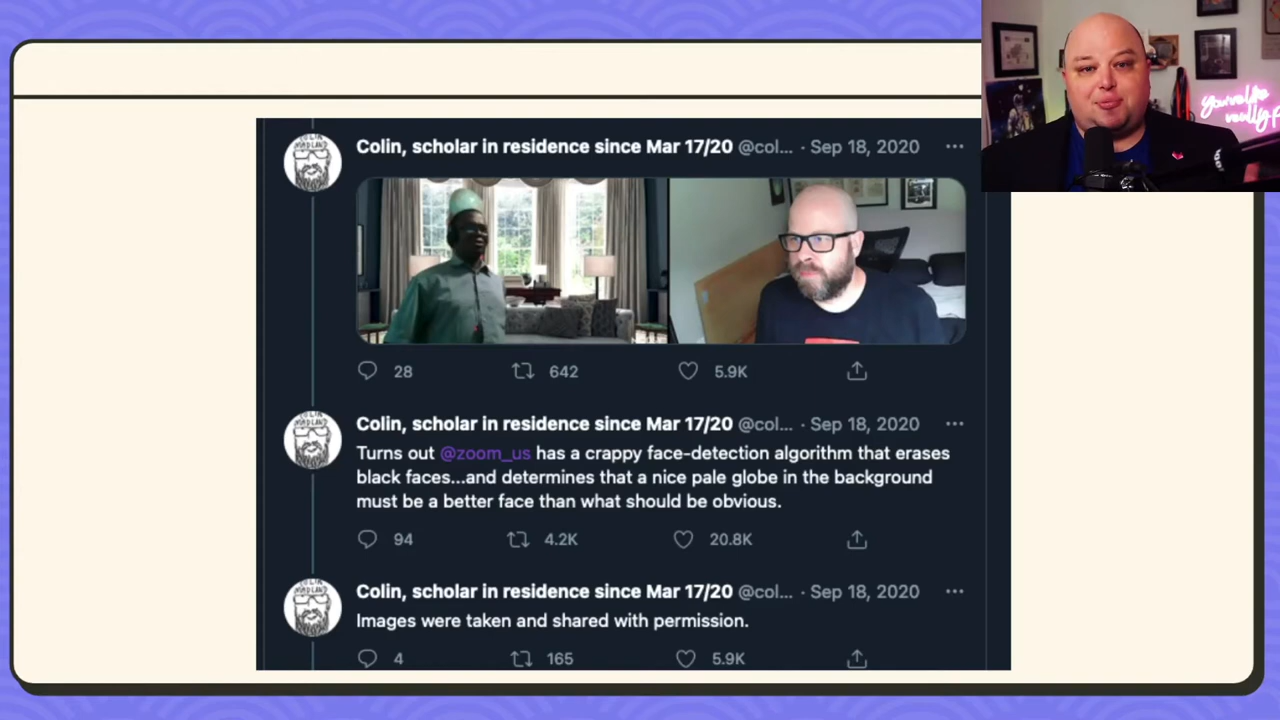 Colin, scholar in residence since Mar 17/20 @col... · Sep 18, 2020 ···
28 642 5.9K
Colin, scholar in residence since Mar 17/20 @col... · Sep 18, 2020 ···
Turns out @zoom_us has a crappy face-detection algorithm that erases
black faces...and determines that a nice pale globe in the background
must be a better face than what should be obvious.
94 4.2K 20.8K
Colin, scholar in residence since Mar 17/20 @col... · Sep 18, 2020 ···
Images were taken and shared with permission.
4 165 5.9K